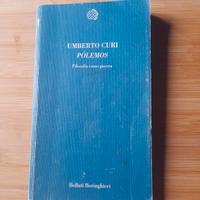 UMBERTO CURI
PÓLEMOS
Filosofia come guerra
Bollati Boringhieri